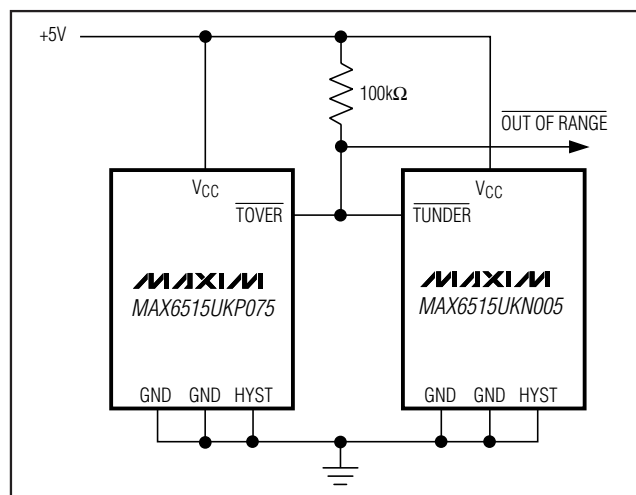 +5V
100kΩ
OUT OF RANGE
VCC
TOVER
MAXIM
MAX6515UKP075
GND GND HYST
VCC
TUNDER
MAXIM
MAX6515UKN005
GND GND HYST